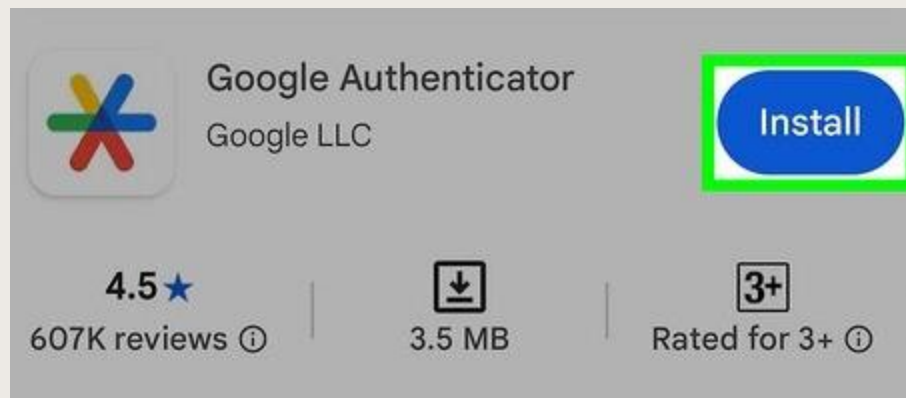 Google Authenticator
Google LLC
Install
4.5★
607K reviews
3.5 MB
3+
Rated for 3+